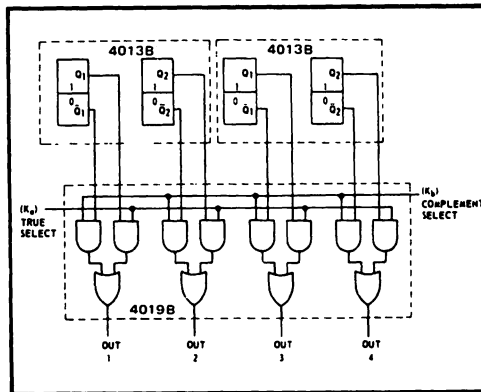 4013B 4013B
Q1 Q2 Q1 Q2
1 1 1 1
0 0 0 0
Q̄1 Q̄2 Q̄1 Q̄2
(Kb)
COMPLEMENT
SELECT
(Ka)
TRUE
SELECT
4019B
OUT OUT OUT OUT
1 2 3 4